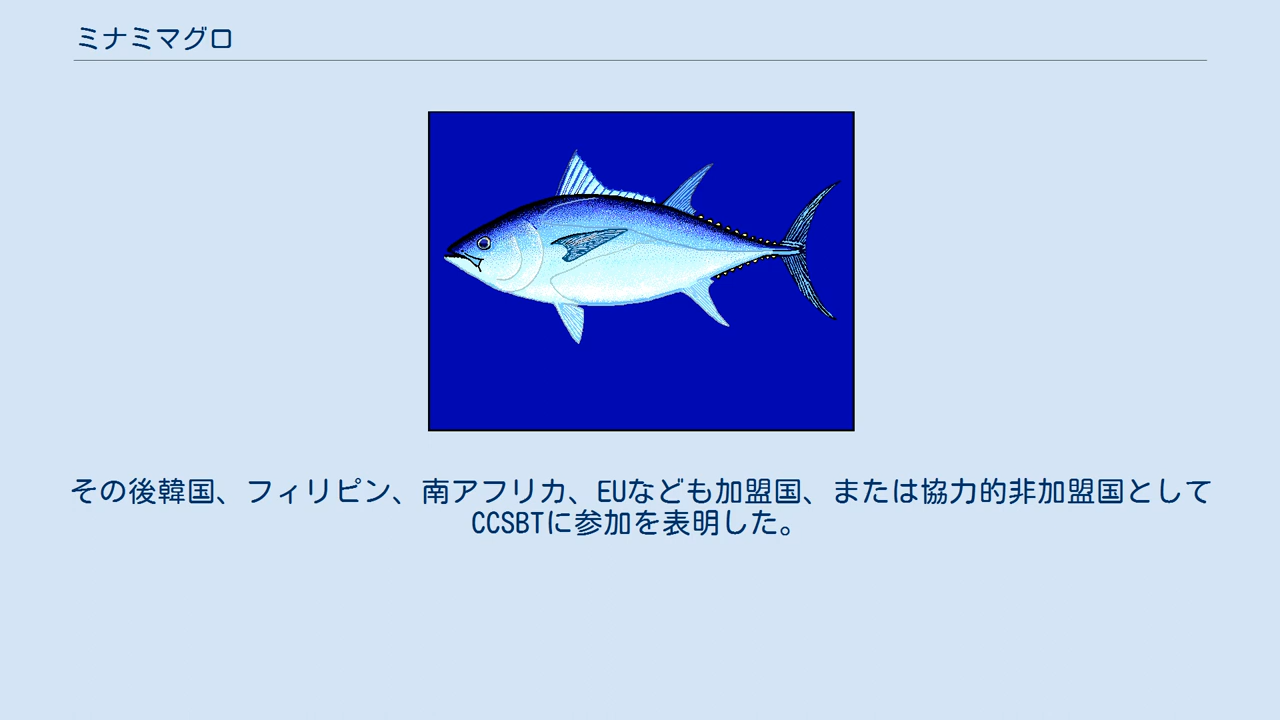 ミナミマグロ
その後韓国、フィリピン、南アフリカ、EUなども加盟国、または協力的非加盟国として
CCSBTに参加を表明した。